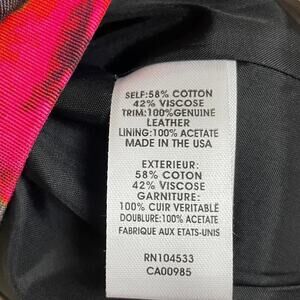 SELF:58% COTTON
42% VISCOSE
TRIM:100%GENUINE
LEATHER
LINING:100% ACETATE
MADE IN THE USA
EXTERIEUR:
58% COTON
42% VISCOSE
GARNITURE:
100% CUIR VERITABLE
DOUBLURE:100% ACETATE
FABRIQUE AUX ETATS-UNIS
RN104533
CA00985